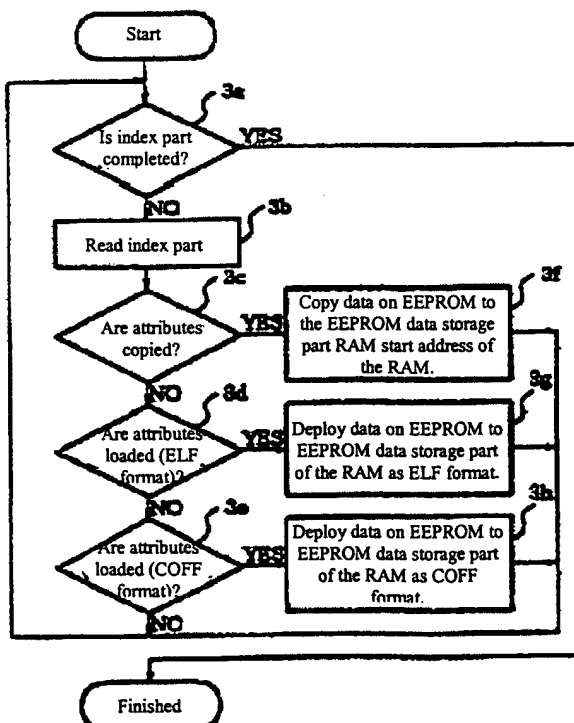 Start
3a
Is index part
completed?
YES
NO
3b
Read index part
3c
Are attributes
copied?
YES
3f
Copy data on EEPROM to
the EEPROM data storage
part RAM start address of
the RAM.
NO
3d
Are attributes
loaded (ELF
format)?
YES
3g
Deploy data on EEPROM to
EEPROM data storage part
of the RAM as ELF format.
NO
3e
Are attributes
loaded (COFF
format)?
YES
3h
Deploy data on EEPROM to
EEPROM data storage part
of the RAM as COFF
format.
NO
Finished